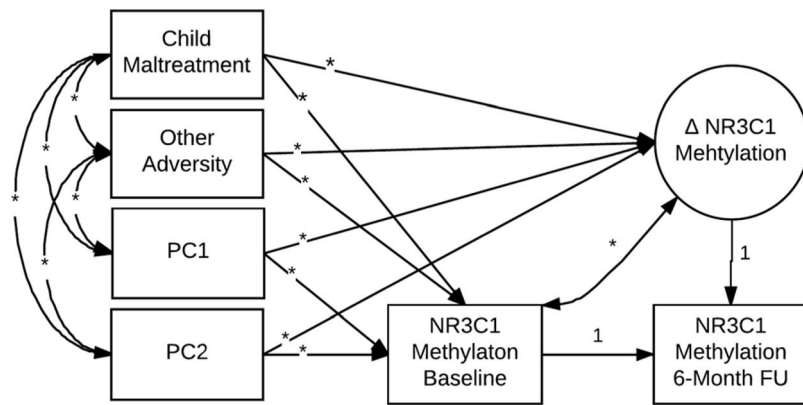 Child
Maltreatment
Other
Adversity
PC1
PC2
Δ NR3C1
Mehtylation
NR3C1
Methylaton
Baseline
NR3C1
Methylation
6-Month FU
*
*
*
*
*
*
*
*
*
*
*
*
*
*
1
1